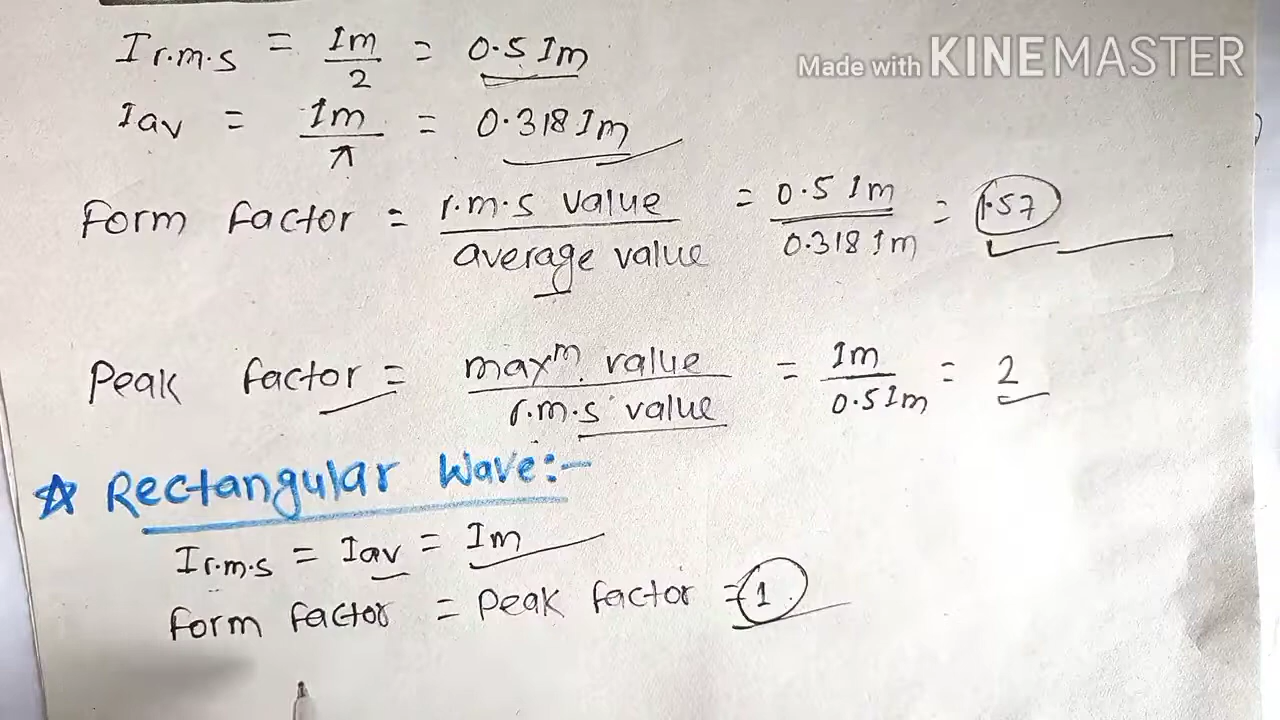 Ir.m.s = Im/2 = 0.5 Im
Made with KINEMASTER
Iav = Im/π = 0.318 Im
Form factor = r.m.s value/average value = 0.5 Im/0.318 Im = 1.57
Peak factor = maxᵐ. value/r.m.s value = Im/0.5 Im = 2
☆ Rectangular Wave:-
Ir.m.s = Iav = Im
Form factor = Peak factor = 1